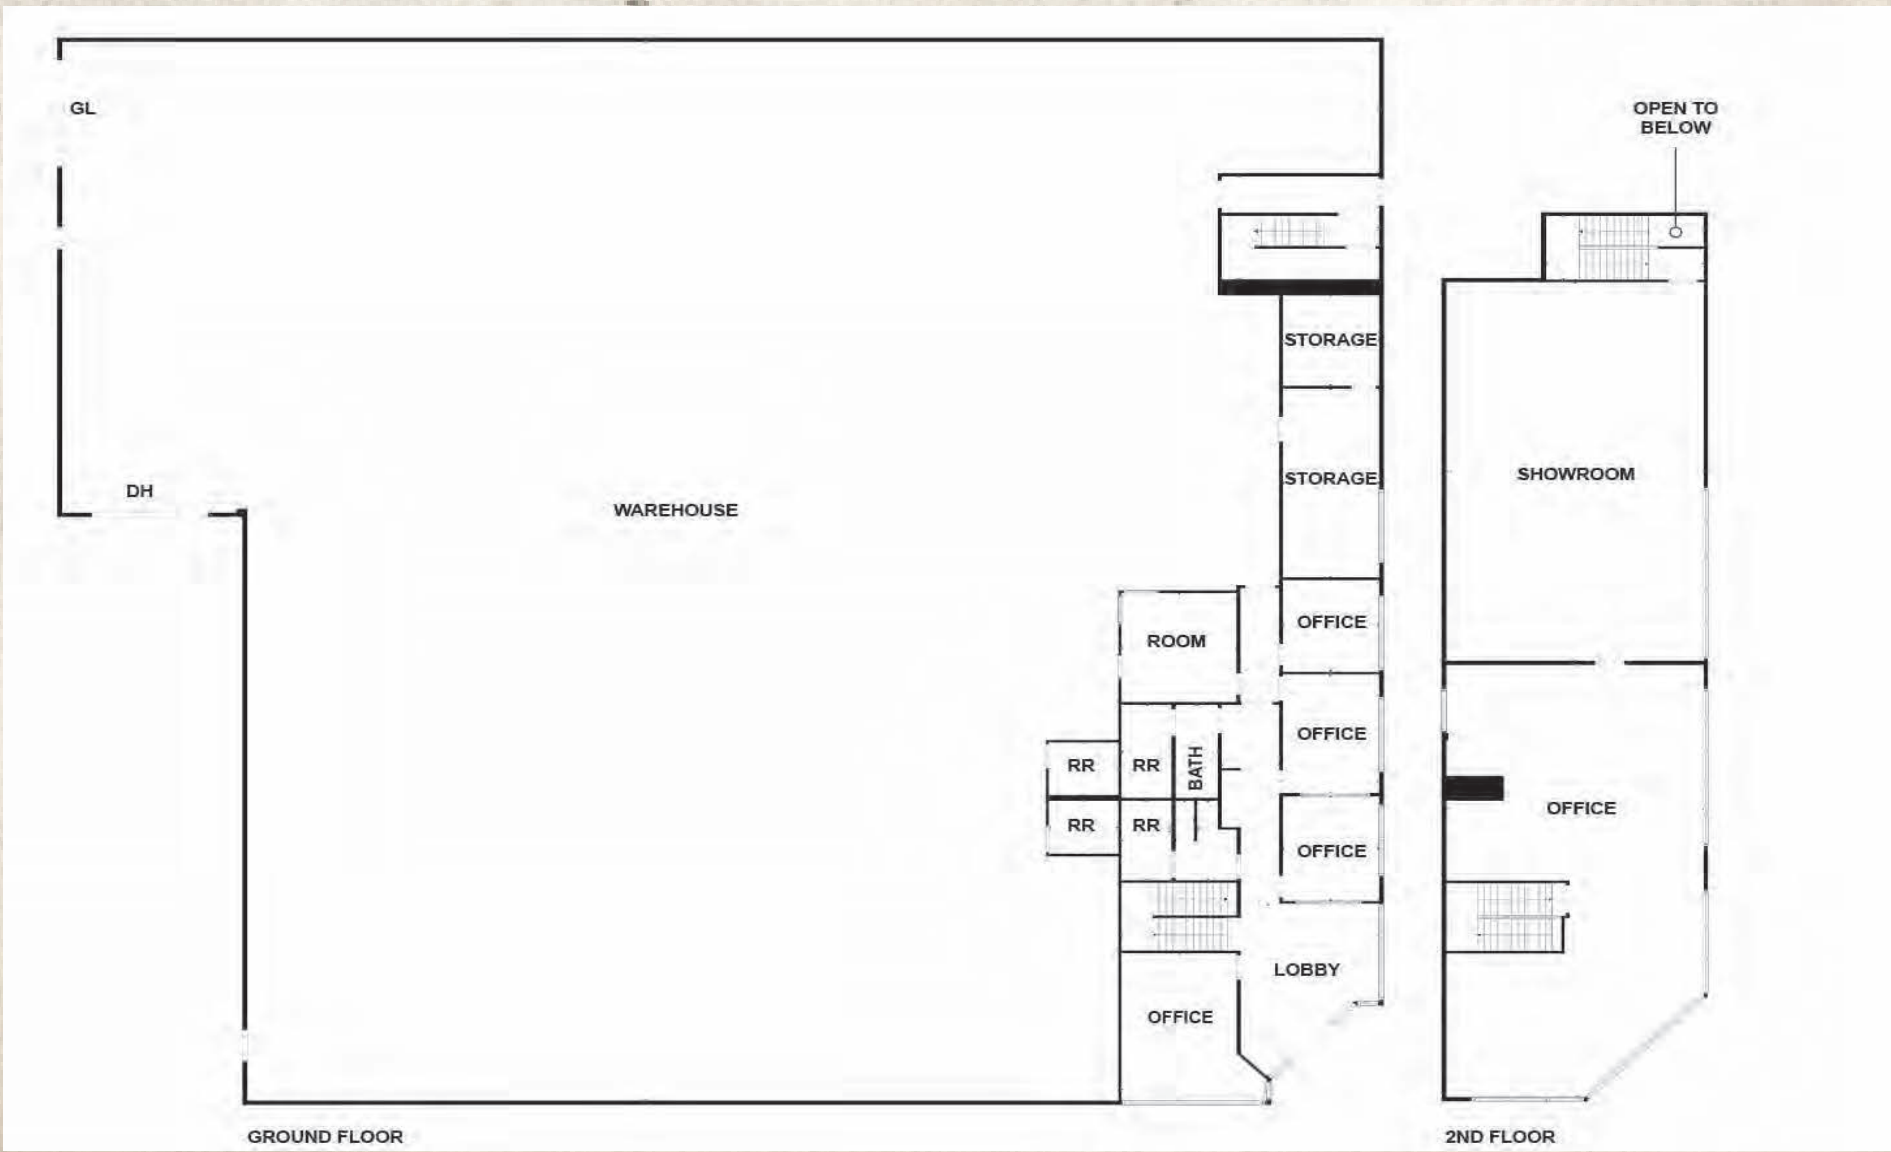 GL
OPEN TO
BELOW
STORAGE
SHOWROOM
STORAGE
DH
WAREHOUSE
OFFICE
ROOM
OFFICE
RR
RR
BATH
OFFICE
RR
RR
OFFICE
LOBBY
OFFICE
GROUND FLOOR
2ND FLOOR